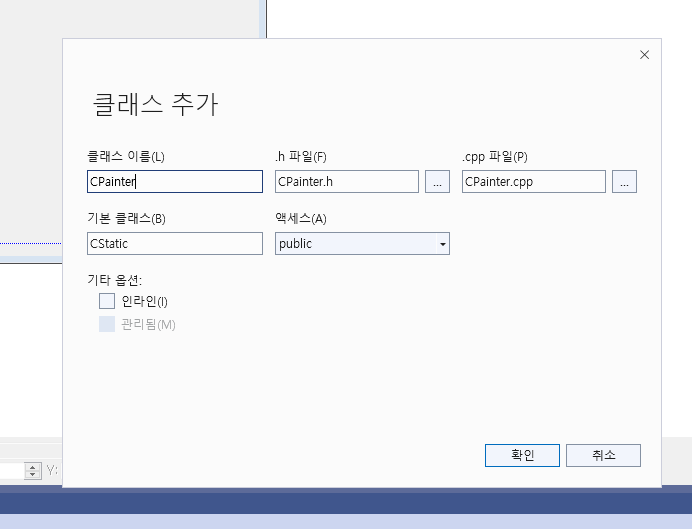 클래스 추가
클래스 이름(L) .h 파일(F) .cpp 파일(P)
CPainter CPainter.h ... CPainter.cpp ...
기본 클래스(B) 액세스(A)
CStatic public
기타 옵션:
인라인(I)
관리됨(M)
확인 취소
Y: